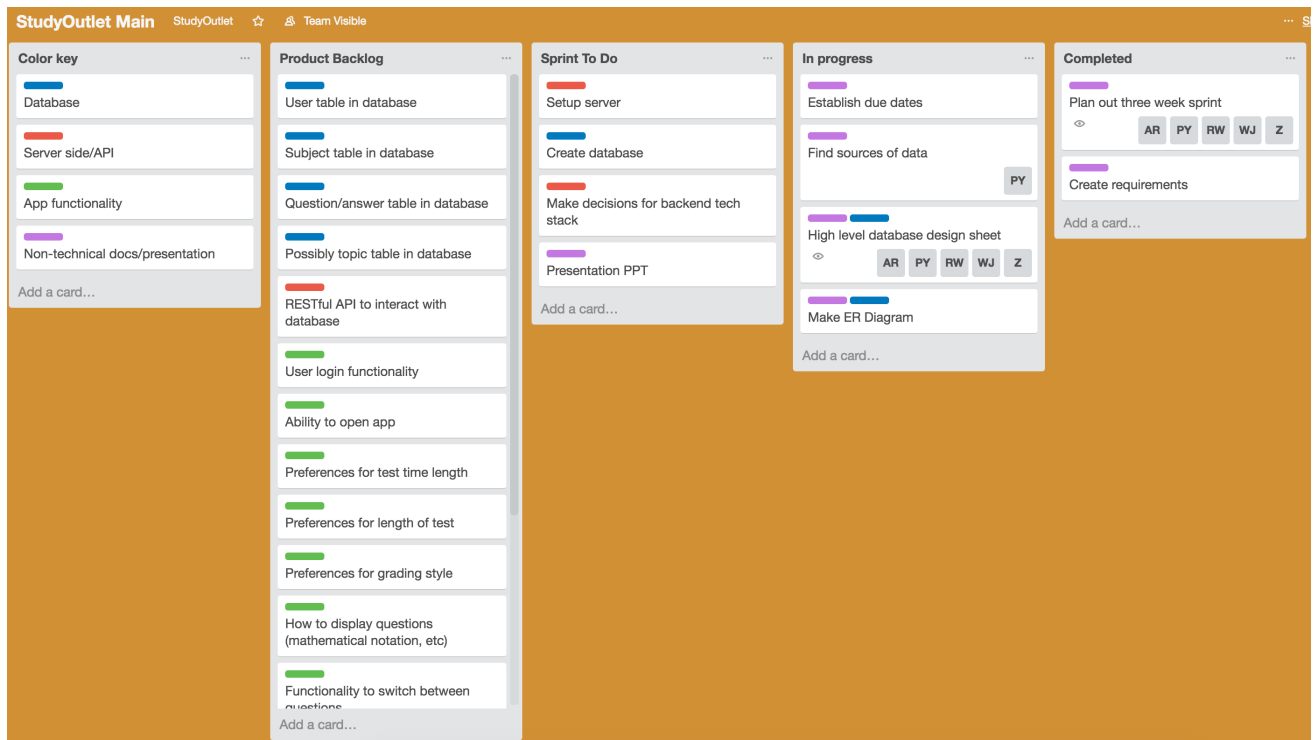 StudyOutlet Main StudyOutlet Team Visible
Color key
Database
Server side/API
App functionality
Non-technical docs/presentation
Add a card…
Product Backlog
User table in database
Subject table in database
Question/answer table in database
Possibly topic table in database
RESTful API to interact with
database
User login functionality
Ability to open app
Preferences for test time length
Preferences for length of test
Preferences for grading style
How to display questions
(mathematical notation, etc)
Functionality to switch between
questions
Add a card…
Sprint To Do
Setup server
Create database
Make decisions for backend tech
stack
Presentation PPT
Add a card…
In progress
Establish due dates
Find sources of data
PY
High level database design sheet
AR PY RW WJ Z
Make ER Diagram
Add a card…
Completed
Plan out three week sprint
AR PY RW WJ Z
Create requirements
Add a card…